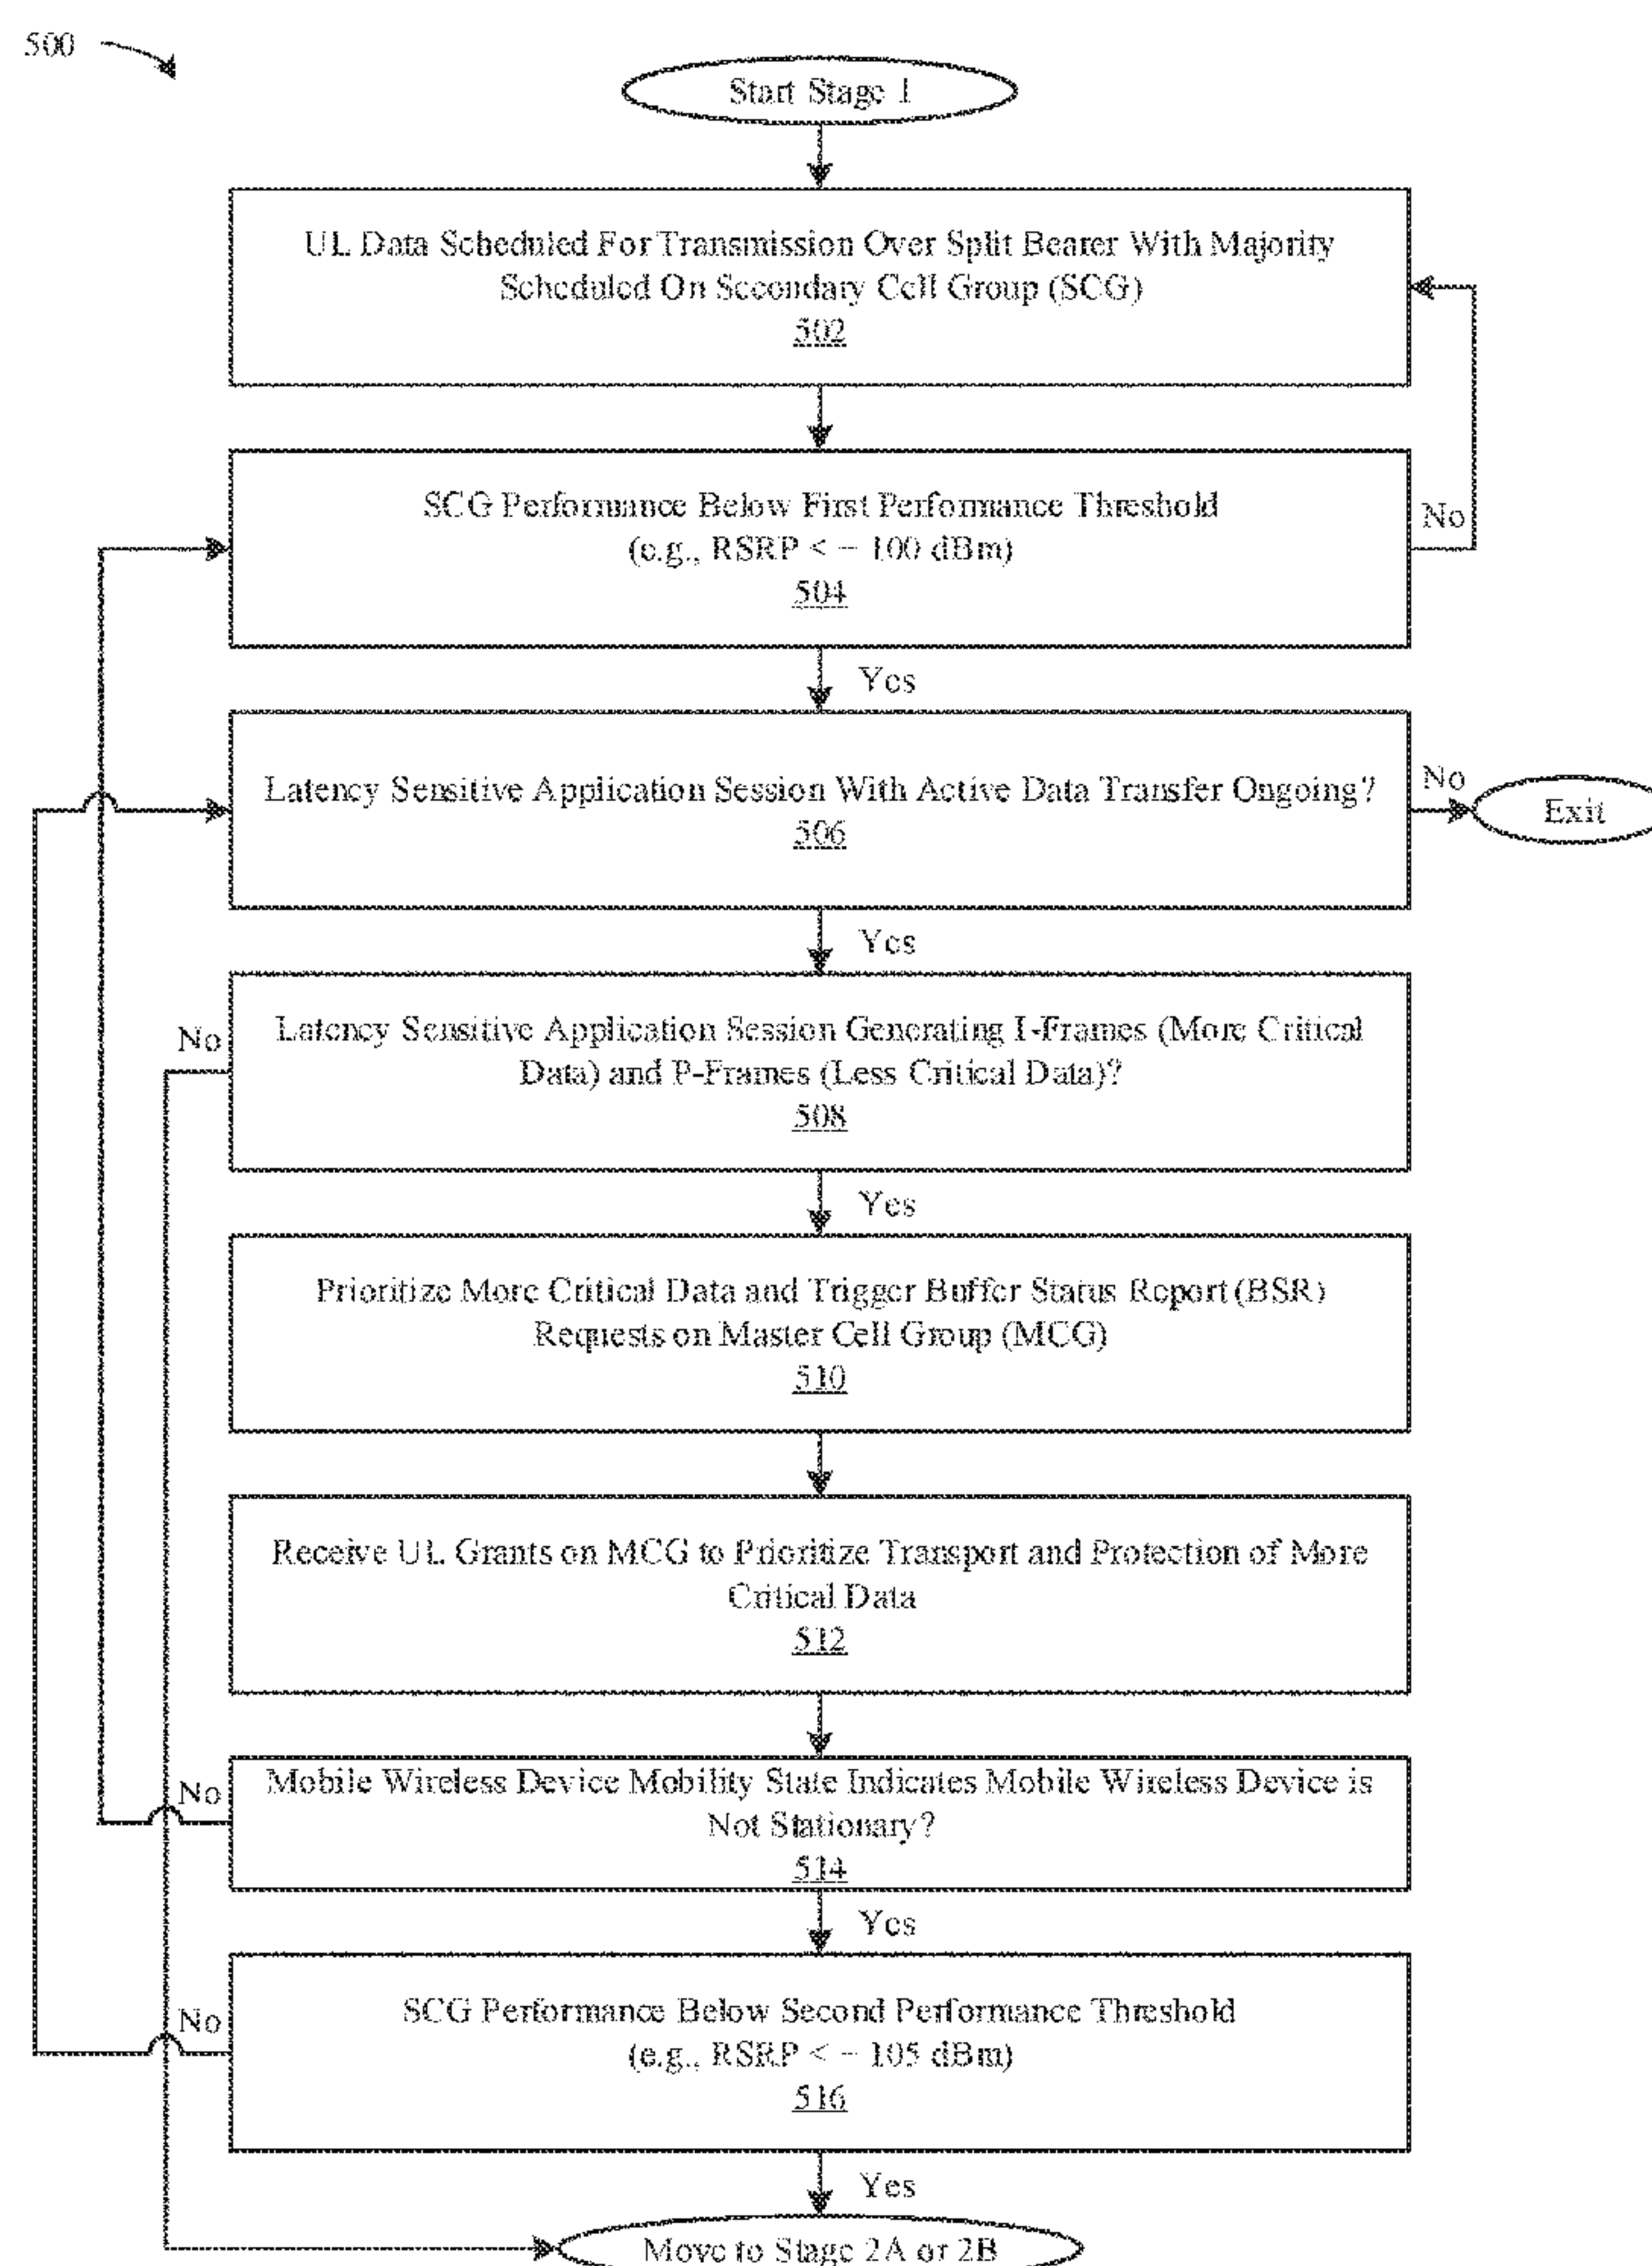 500
Start Stage 1
UL Data Scheduled For Transmission Over Split Bearer With Majority
Scheduled On Secondary Cell Group (SCG)
502
SCG Performance Below First Performance Threshold
(e.g., RSRP < – 100 dBm)
504
No
Yes
Latency Sensitive Application Session With Active Data Transfer Ongoing?
506
No
Exit
Yes
Latency Sensitive Application Session Generating I-Frames (More Critical
Data) and P-Frames (Less Critical Data)?
508
No
Yes
Prioritize More Critical Data and Trigger Buffer Status Report (BSR)
Requests on Master Cell Group (MCG)
510
Receive UL Grants on MCG to Prioritize Transport and Protection of More
Critical Data
512
Mobile Wireless Device Mobility State Indicates Mobile Wireless Device is
Not Stationary?
514
No
Yes
SCG Performance Below Second Performance Threshold
(e.g., RSRP < – 105 dBm)
516
No
Yes
Move to Stage 2A or 2B